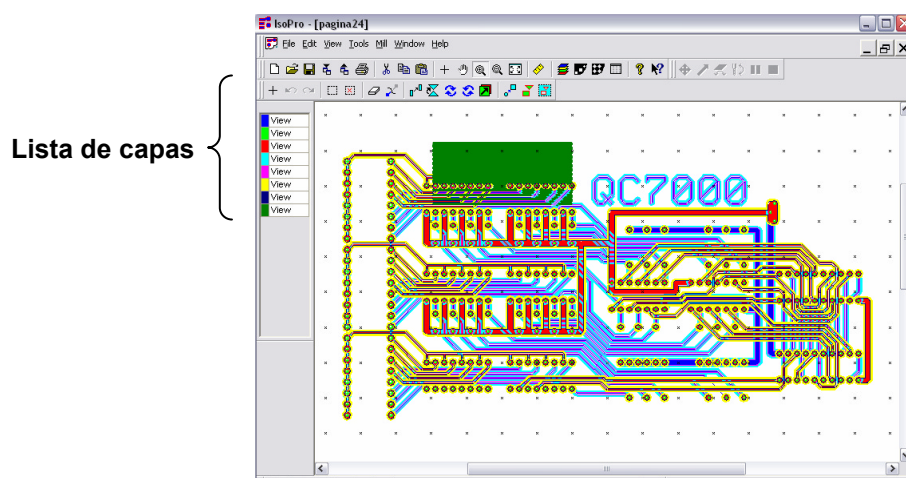 IsoPro - [pagina24]
File Edit View Tools Mill Window Help
Lista de capas
View
View
View
View
View
View
View
View
QC7000